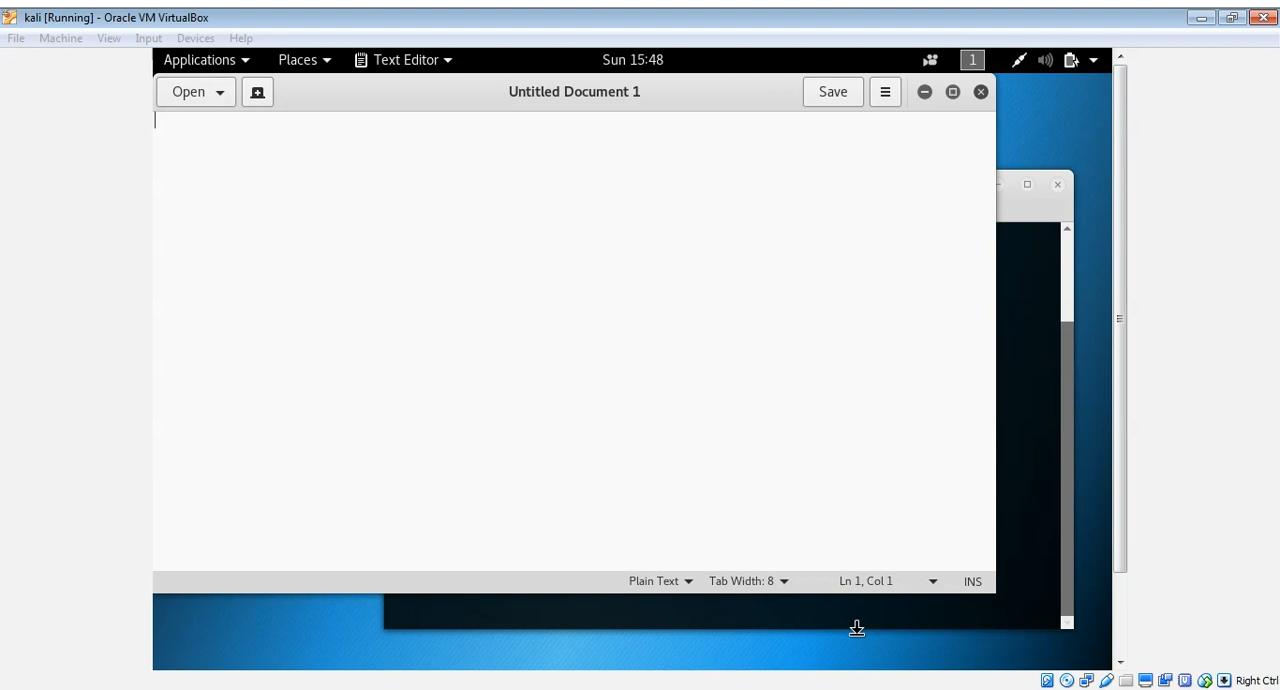 kali [Running] - Oracle VM VirtualBox
File Machine View Input Devices Help
Applications Places Text Editor Sun 15:48 1
Open Untitled Document 1 Save
Plain Text Tab Width: 8 Ln 1, Col 1 INS
Right Ctrl